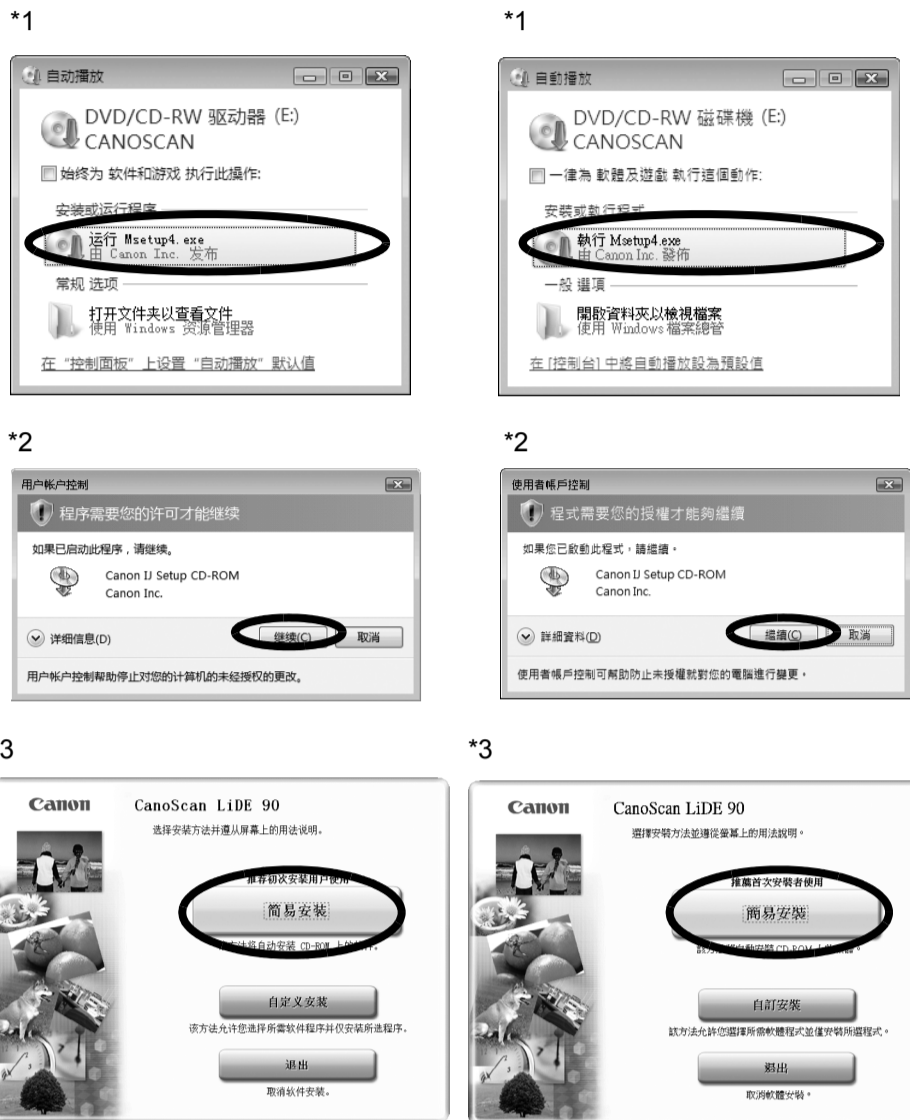 *1
自动播放
DVD/CD-RW 驱动器 (E:)
CANOSCAN
始终为 软件和游戏 执行此操作:
安装或运行程序
运行 Msetup4.exe
由 Canon Inc. 发布
常规 选项
打开文件夹以查看文件
使用 Windows 资源管理器
在 "控制面板" 上设置 "自动播放" 默认值
*1
自動播放
DVD/CD-RW 磁碟機 (E:)
CANOSCAN
一律為 軟體及遊戲 執行這個動作:
安裝或執行程式
執行 Msetup4.exe
由 Canon Inc. 發佈
一般 選項
開啟資料夾以檢視檔案
使用 Windows 檔案總管
在 [控制台] 中將自動播放設為預設值
*2
用户帐户控制
程序需要您的许可才能继续
如果已启动此程序，请继续。
Canon IJ Setup CD-ROM
Canon Inc.
详细信息(D)
继续(C)
取消
用户帐户控制帮助停止对您的计算机的未经授权的更改。
*2
使用者帳戶控制
程式需要您的授權才能夠繼續
如果您已啟動此程式，請繼續。
Canon IJ Setup CD-ROM
Canon Inc.
詳細資料(D)
繼續(C)
取消
使用者帳戶控制可幫助防止未授權就對您的電腦進行變更。
3
Canon
CanoScan LiDE 90
选择安装方法并遵从屏幕上的用法说明。
推荐初次安装用户使用
简易安装
方法将自动安装 CD-ROM 上的
自定义安装
该方法允许您选择所需软件程序并仅安装所选程序。
退出
取消软件安装。
*3
Canon
CanoScan LiDE 90
選擇安裝方法並遵從螢幕上的用法說明。
推薦首次安裝者使用
簡易安裝
自動安裝 CD-ROM 上
自訂安裝
該方法允許您選擇所需軟體程式並僅安裝所選程式。
退出
取消軟體安裝。